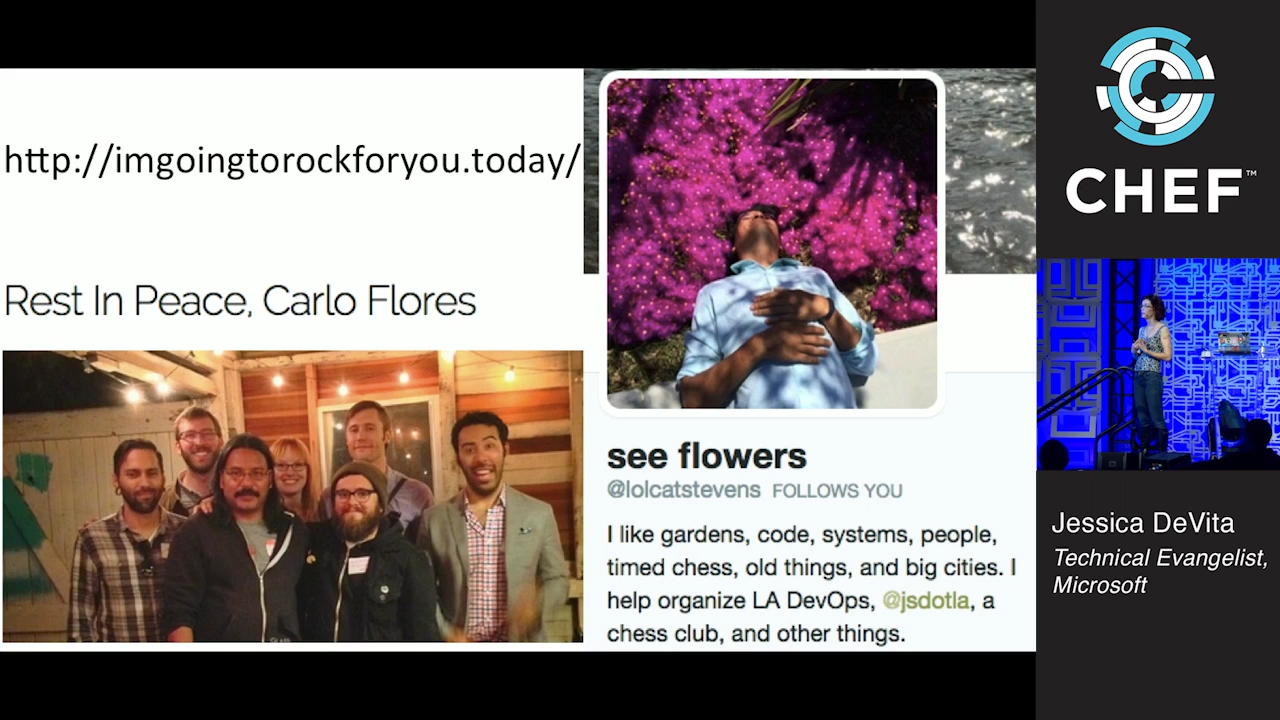 http://imgoingtorockforyou.today/
Rest In Peace, Carlo Flores
see flowers
@lolcatstevens FOLLOWS YOU
I like gardens, code, systems, people,
timed chess, old things, and big cities. I
help organize LA DevOps, @jsdotla, a
chess club, and other things.
CHEF™
Jessica DeVita
Technical Evangelist,
Microsoft